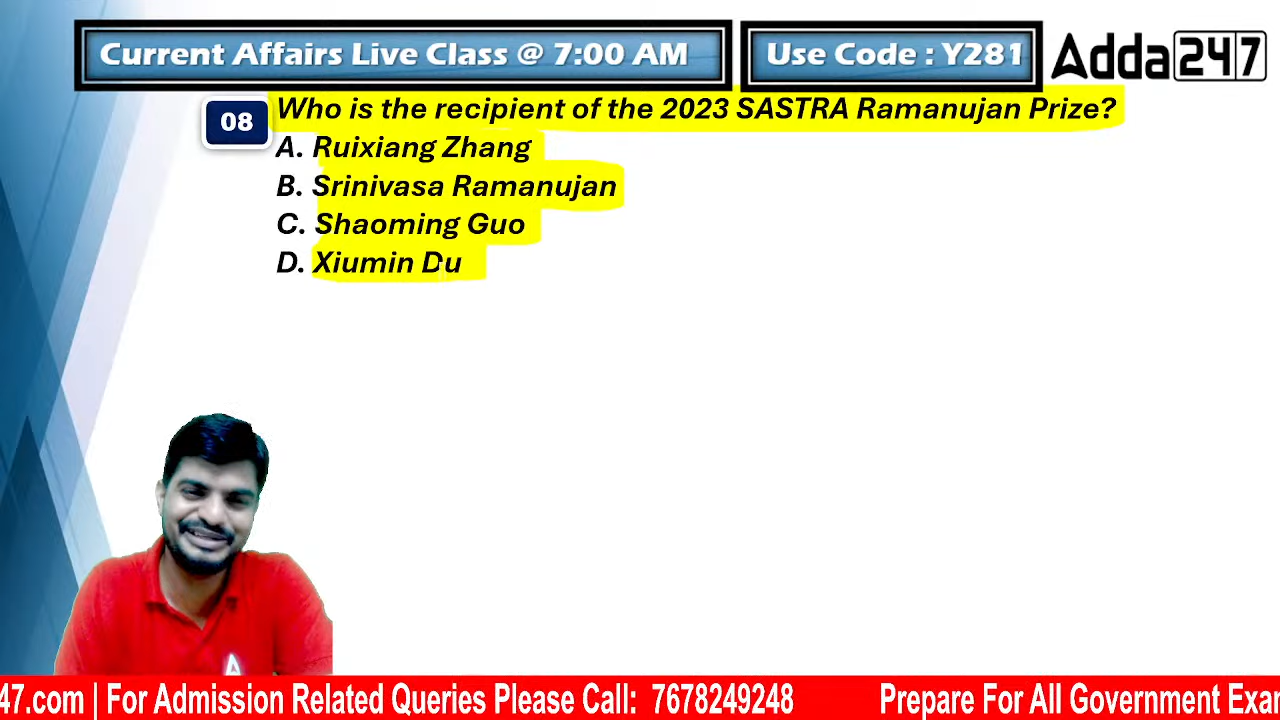 Current Affairs Live Class @ 7:00 AM
Use Code : Y281
Adda247
08
Who is the recipient of the 2023 SASTRA Ramanujan Prize?
A. Ruixiang Zhang
B. Srinivasa Ramanujan
C. Shaoming Guo
D. Xiumin Du
47.com | For Admission Related Queries Please Call: 7678249248 Prepare For All Government Exa